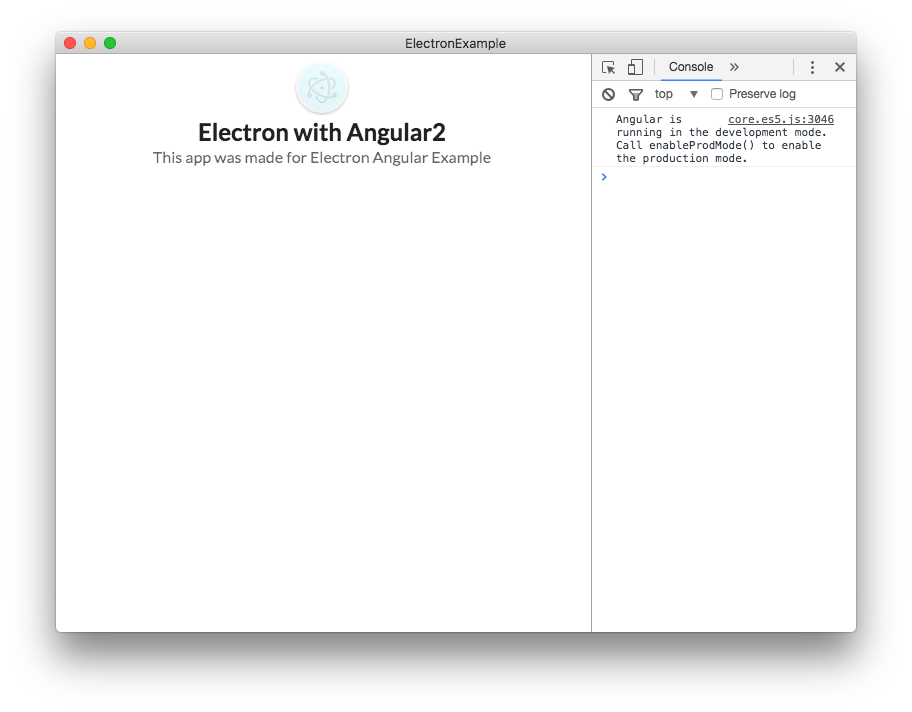 ElectronExample
Electron with Angular2
This app was made for Electron Angular Example
Console
top
Preserve log
Angular is core.es5.js:3046
running in the development mode.
Call enableProdMode() to enable
the production mode.